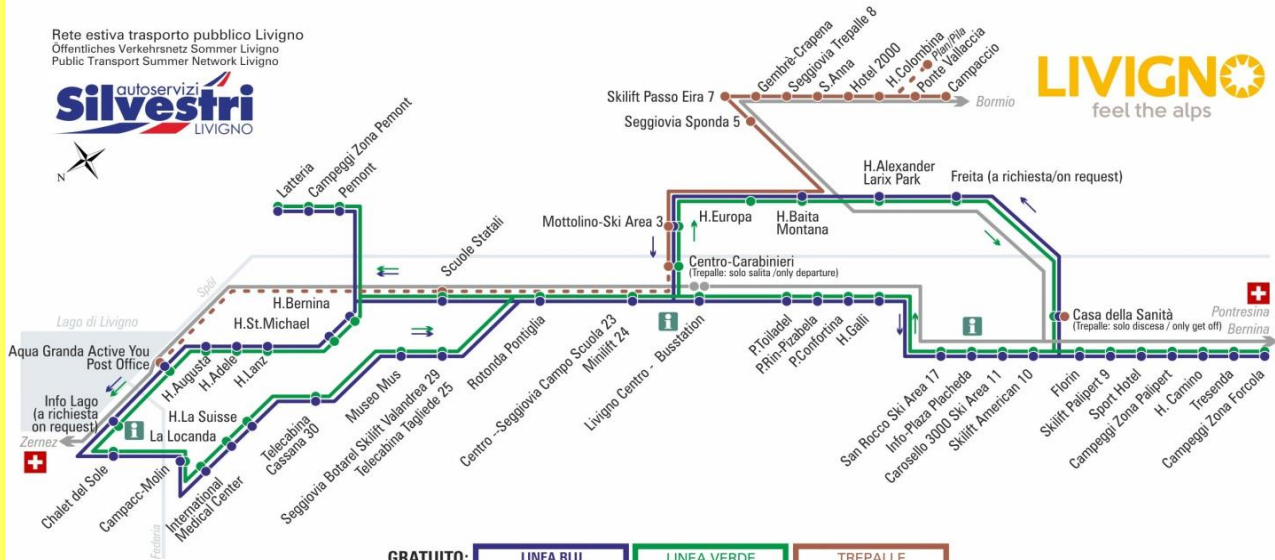 Rete estiva trasporto pubblico Livigno
Öffentliches Verkehrsnetz Sommer Livigno
Public Transport Summer Network Livigno
autoservizi
Silvestri
LIVIGNO
N
LIVIGNO
feel the alps
Skilift Passo Eira 7
Seggiovia Sponda 5
Gembrè-Crapena
Seggiovia Trepalle 8
S.Anna
Hotel 2000
H.Colombina
Plan/Pila
Ponte Vallaccia
Campaccio
Bormio
Latteria
Campeggi Zona Pemont
Pemont
Scuole Statali
Mottolino-Ski Area 3
H.Europa
H.Baita
Montana
H.Alexander
Larix Park
Freita (a richiesta/on request)
Centro-Carabinieri
(Trepalle: solo salita /only departure)
Spöl
Lago di Livigno
H.Bernina
H.St.Michael
Aqua Granda Active You
Post Office
H.Augusta
H.Adele
H.Lanz
Info Lago
(a richiesta
on request)
Zernez
i
H.La Suisse
La Locanda
Chalet del Sole
Campacc-Molin
Federia
International
Medical Center
Telecabina
Cassana 30
Museo Mus
Seggiovia Botarel Skilift Valandrea 29
Telecabina Tagliede 25
Rotonda Pontiglia
Centro --Seggiovia Campo Scuola 23
Minilift 24
i
Livigno Centro - Busstation
P.Toiladel
P.Rin-Pizabela
P.Confortina
H.Galli
i
Casa della Sanità
(Trepalle: solo discesa / only get off)
Pontresina
Bernina
San Rocco Ski Area 17
Info-Plaza Placheda
Carosello 3000 Ski Area 11
Skilift American 10
Florin
Skilift Palipert 9
Sport Hotel
Campeggi Zona Palipert
H. Camino
Tresenda
Campeggi Zona Forcola
GRATUITO:
LINEA BLU
LINEA VERDE
TREPALLE